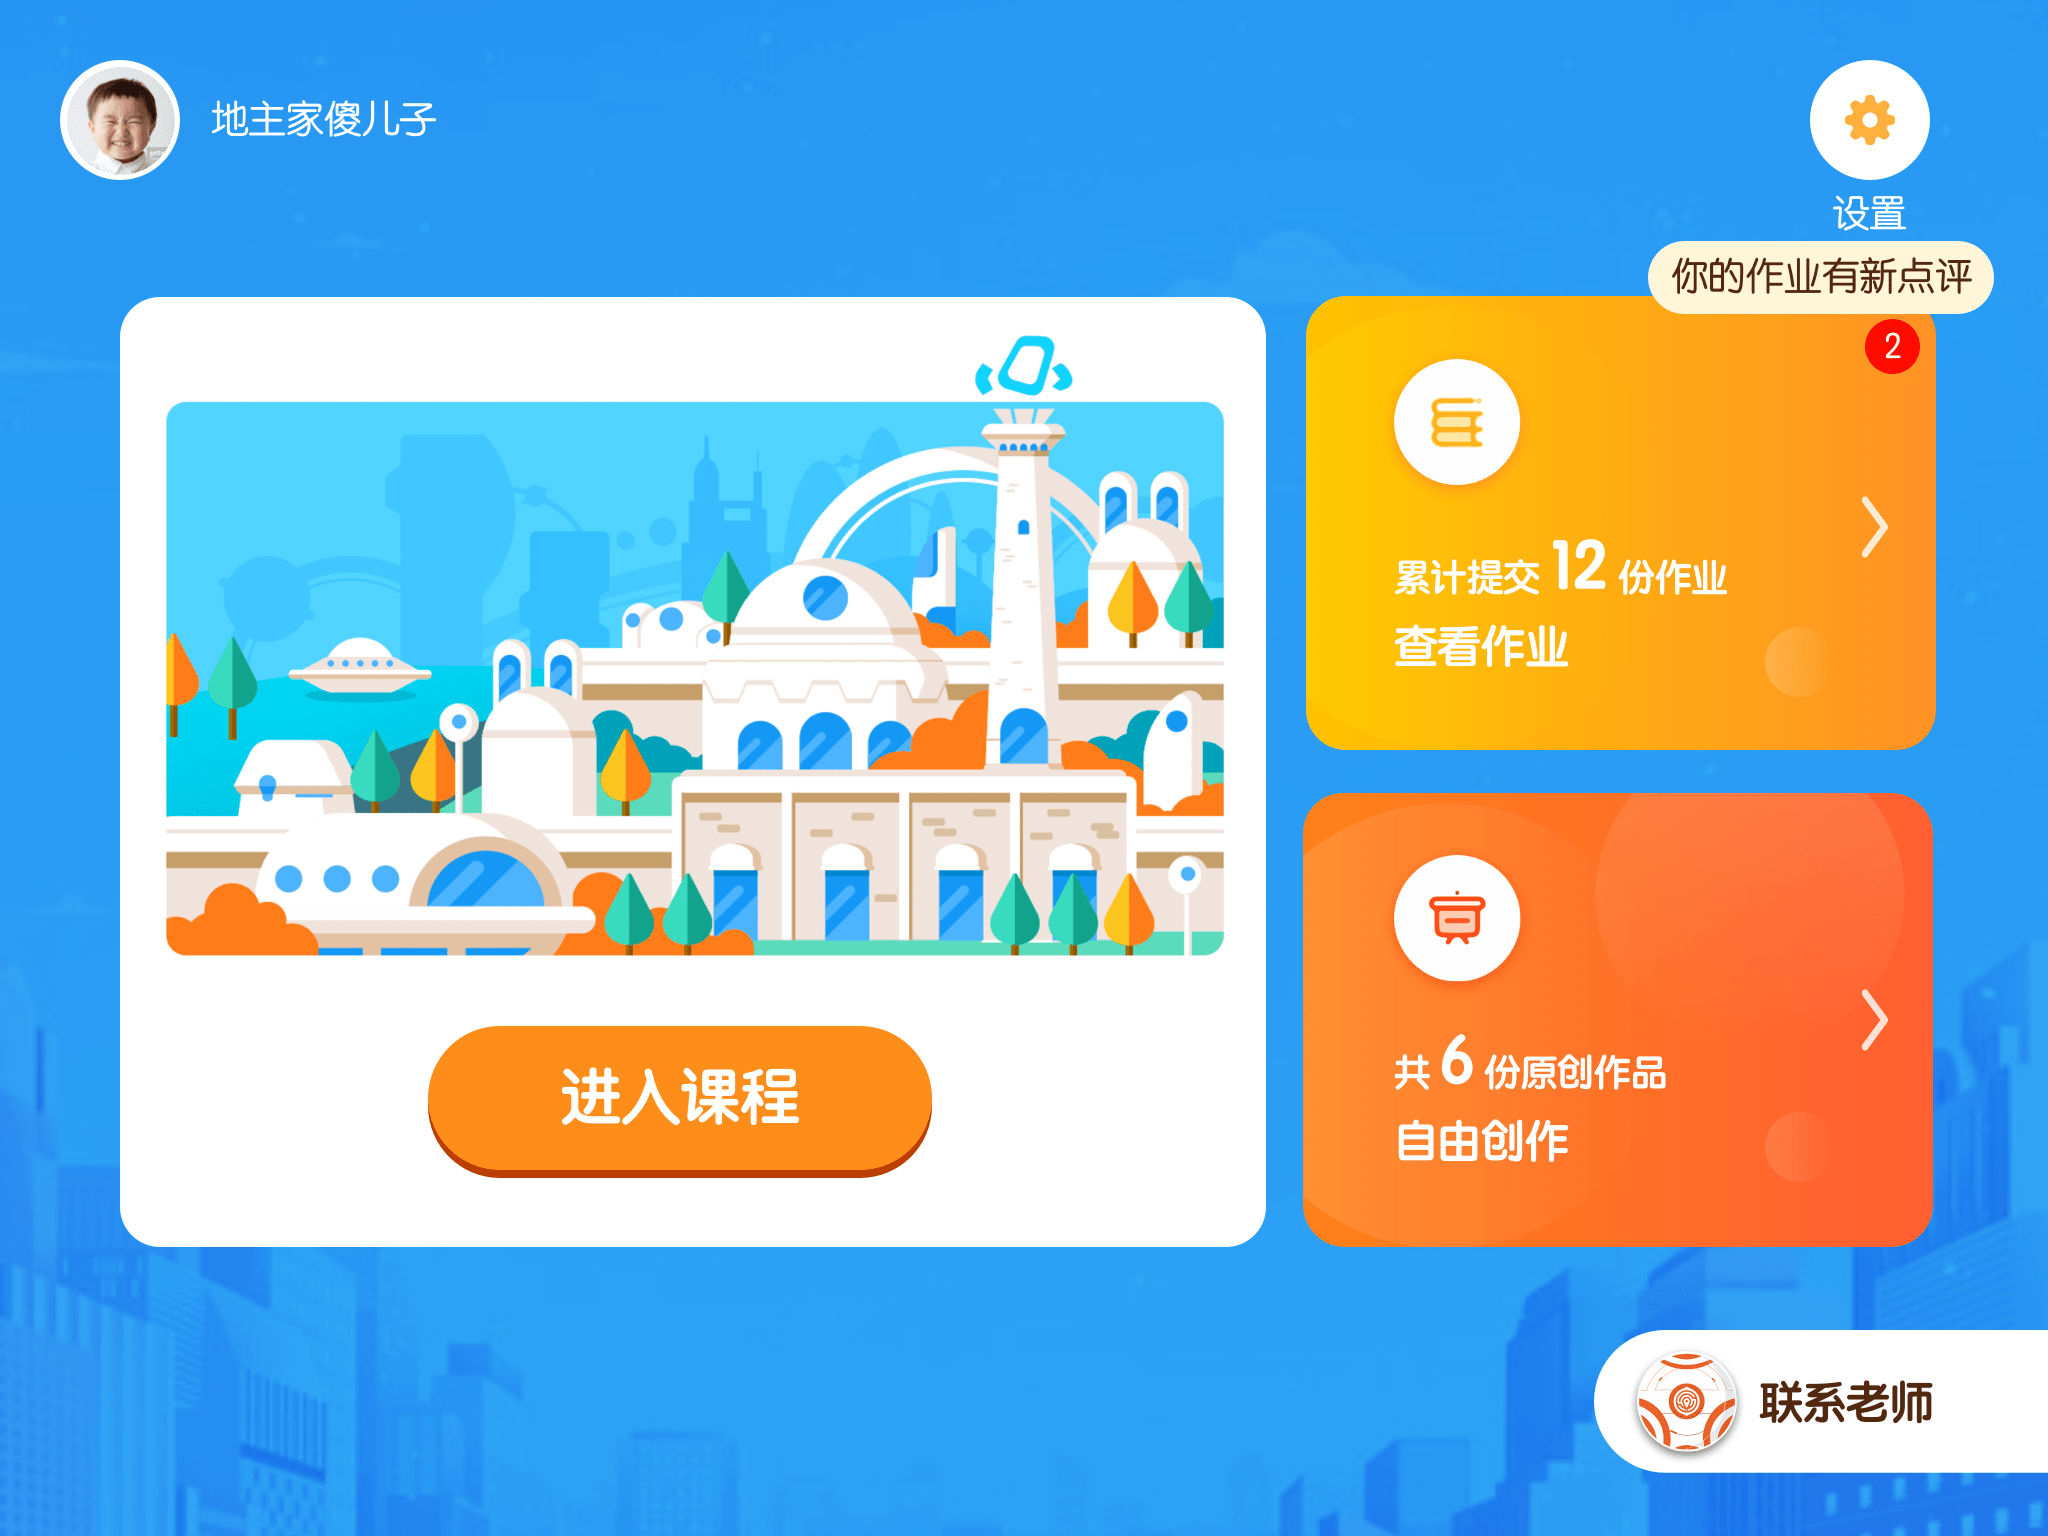 地主家傻儿子
设置
你的作业有新点评
2
累计提交 12 份作业
查看作业
进入课程
共 6 份原创作品
自由创作
联系老师